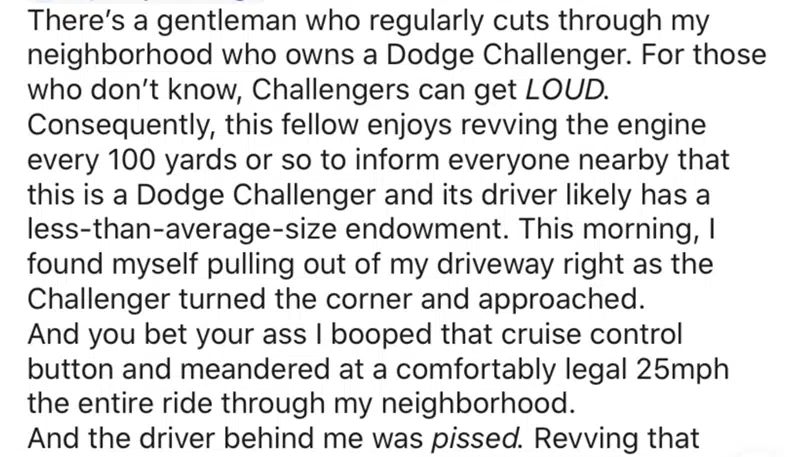 There’s a gentleman who regularly cuts through my
neighborhood who owns a Dodge Challenger. For those
who don’t know, Challengers can get LOUD.
Consequently, this fellow enjoys revving the engine
every 100 yards or so to inform everyone nearby that
this is a Dodge Challenger and its driver likely has a
less-than-average-size endowment. This morning, I
found myself pulling out of my driveway right as the
Challenger turned the corner and approached.
And you bet your ass I booped that cruise control
button and meandered at a comfortably legal 25mph
the entire ride through my neighborhood.
And the driver behind me was pissed. Revving that